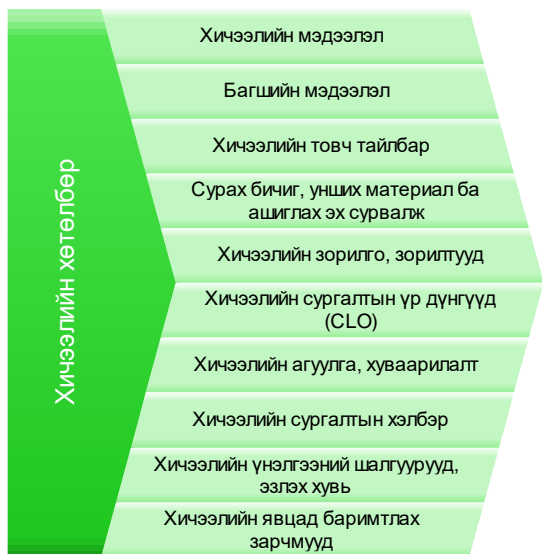 Хичээлийн хөтөлбөр
Хичээлийн мэдээлэл
Багшийн мэдээлэл
Хичээлийн товч тайлбар
Сурах бичиг, унших материал ба
ашиглах эх сурвалж
Хичээлийн зорилго, зорилтууд
Хичээлийн сургалтын үр дүнгүүд
(CLO)
Хичээлийн агуулга, хуваарилалт
Хичээлийн сургалтын хэлбэр
Хичээлийн үнэлгээний шалгуурууд,
эзлэх хувь
Хичээлийн явцад баримтлах
зарчмууд